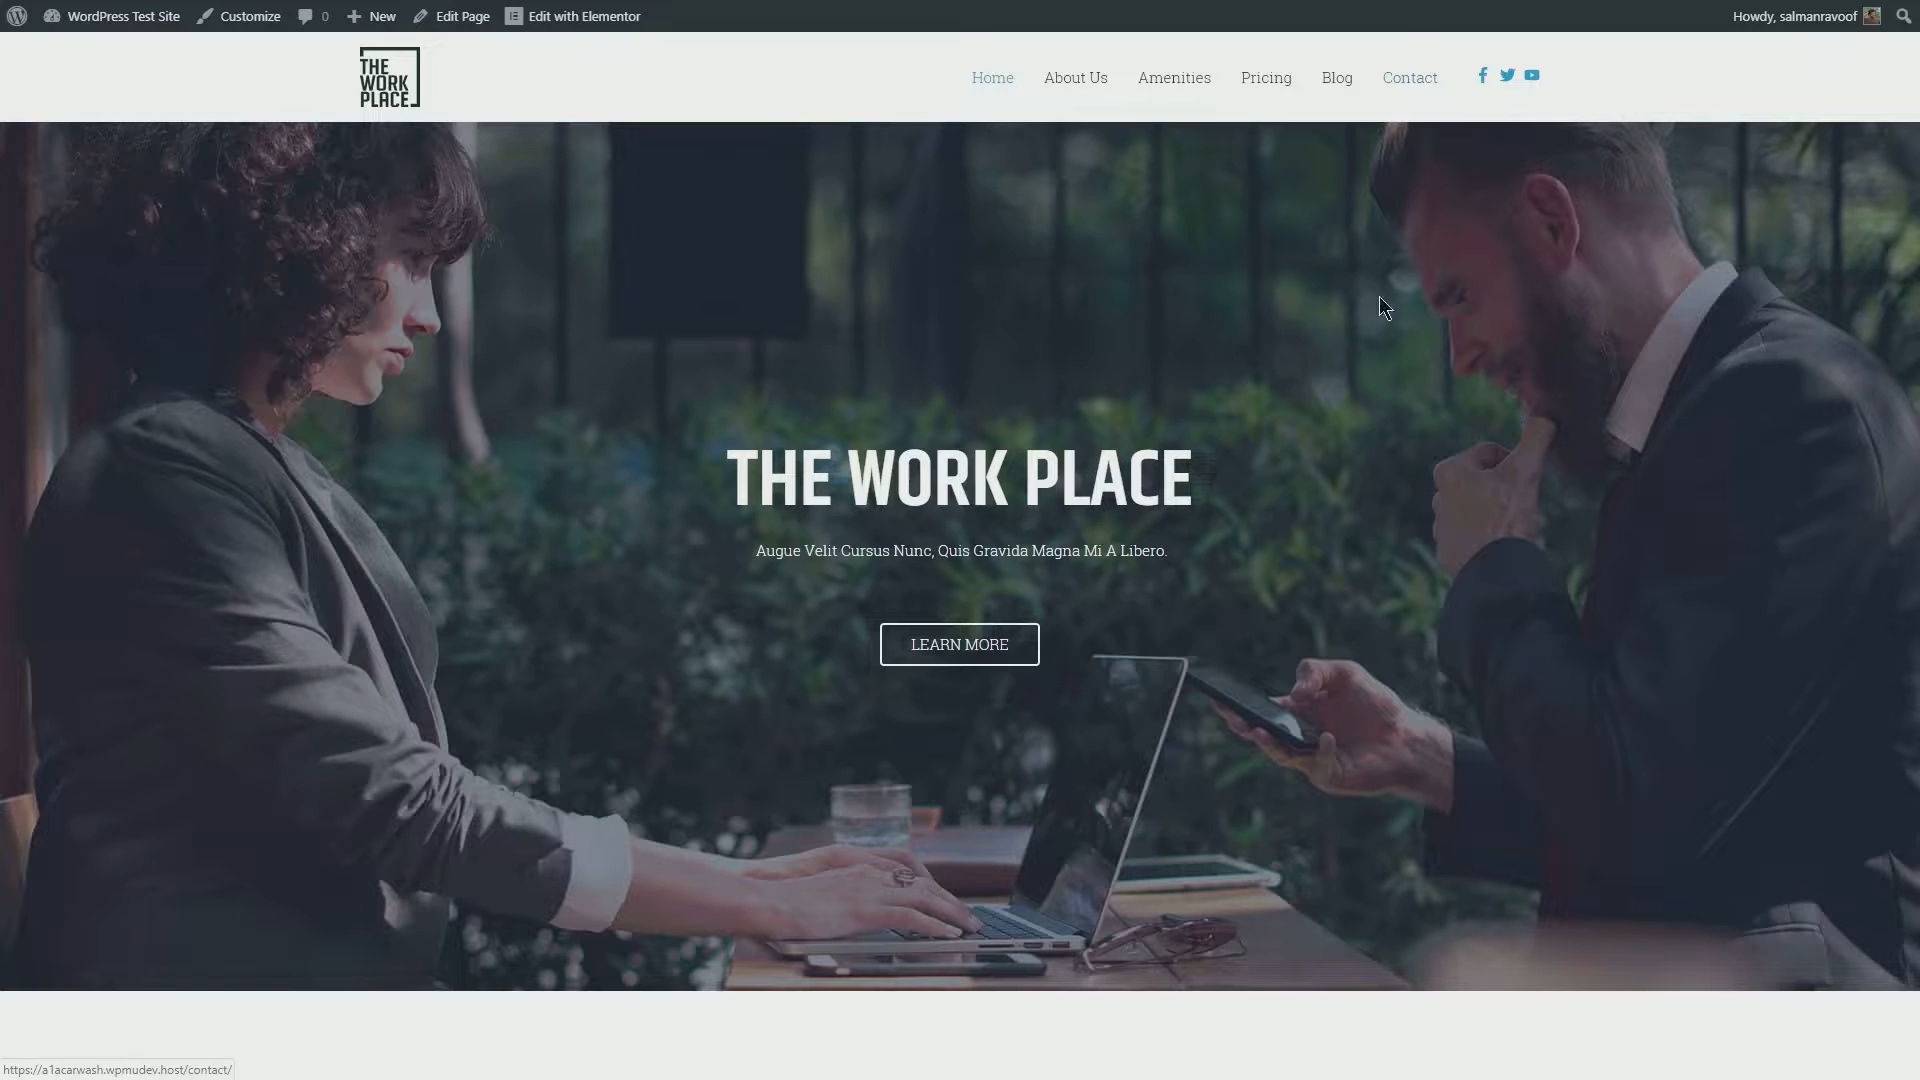 WordPress Test Site Customize 0 New Edit Page Edit with Elementor Howdy, salmanravoof
THE
WORK
PLACE
Home About Us Amenities Pricing Blog Contact
THE WORK PLACE
Augue Velit Cursus Nunc, Quis Gravida Magna Mi A Libero.
LEARN MORE
https://a1acarwash.wpmudev.host/contact/